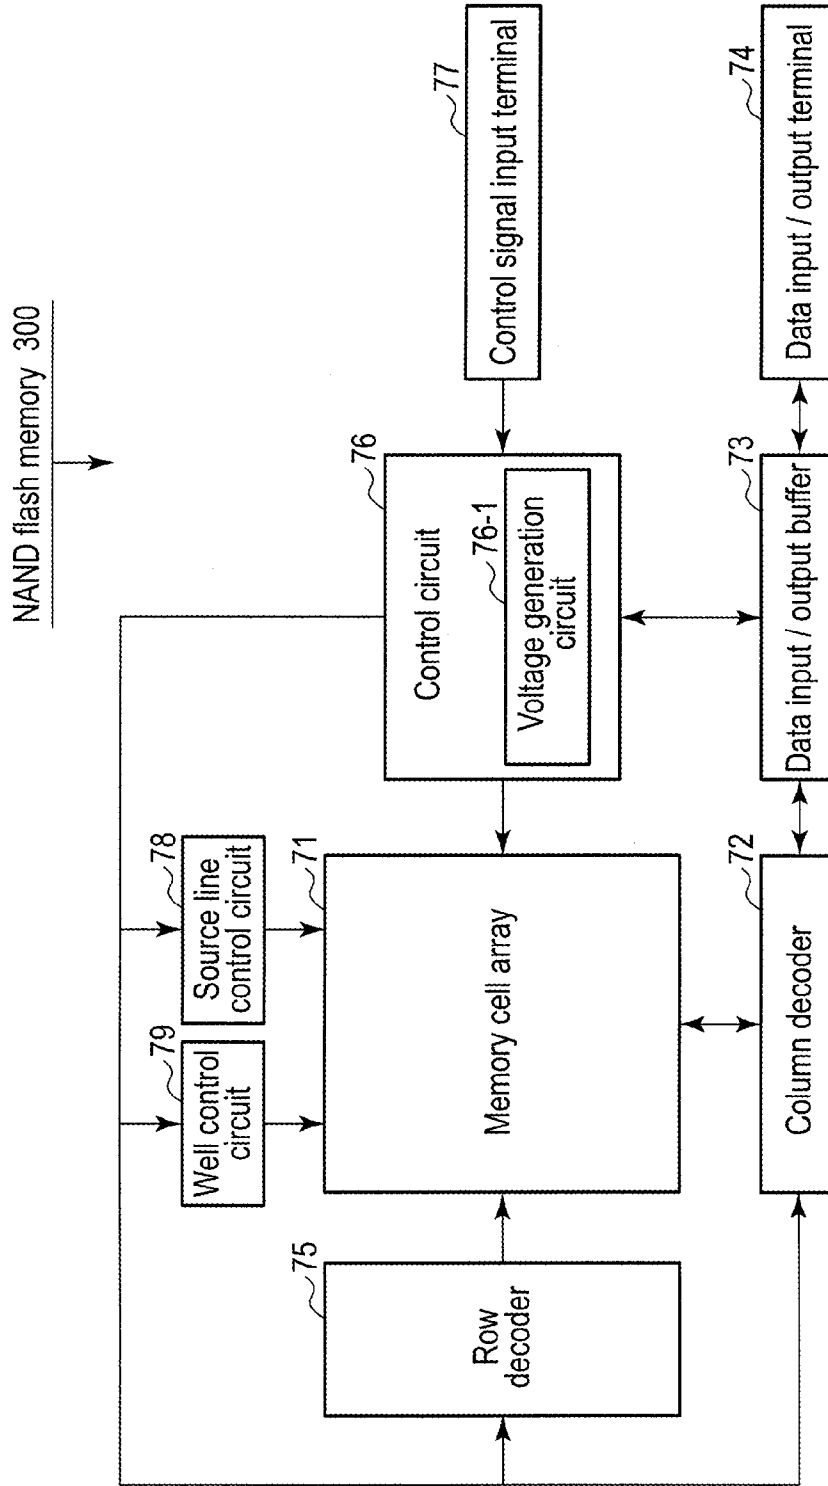 NAND flash memory 300
75
Row
decoder
79
Well control
circuit
78
Source line
control circuit
71
Memory cell array
76
Control circuit
76-1
Voltage generation
circuit
77
Control signal input terminal
72
Column decoder
73
Data input / output buffer
74
Data input / output terminal